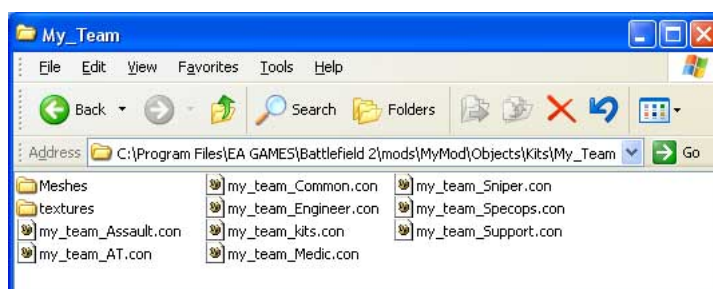 My_Team
File Edit View Favorites Tools Help
Back Search Folders
Address C:\Program Files\EA GAMES\Battlefield 2\mods\MyMod\Objects\Kits\My_Team Go
Meshes my_team_Common.con my_team_Sniper.con
textures my_team_Engineer.con my_team_Specops.con
my_team_Assault.con my_team_kits.con my_team_Support.con
my_team_AT.con my_team_Medic.con